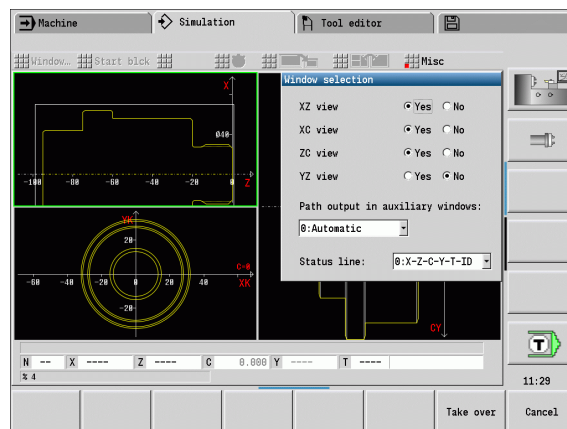 Machine
Simulation
Tool editor
Window…
Start blck
Misc
Window selection
XZ view Yes No
XC view Yes No
ZC view Yes No
YZ view Yes No
Path output in auxiliary windows:
0:Automatic
Status line: 0:X-Z-C-Y-T-ID
X
Ø40
-100 -80 -60 -40 -20 0 Z
YK
20
C=0
-60 -40 -20 20 40 XK
-20
CY
N -- X ---- Z ---- C 0.000 Y ---- T ----
% 4
T
11:29
Take over
Cancel